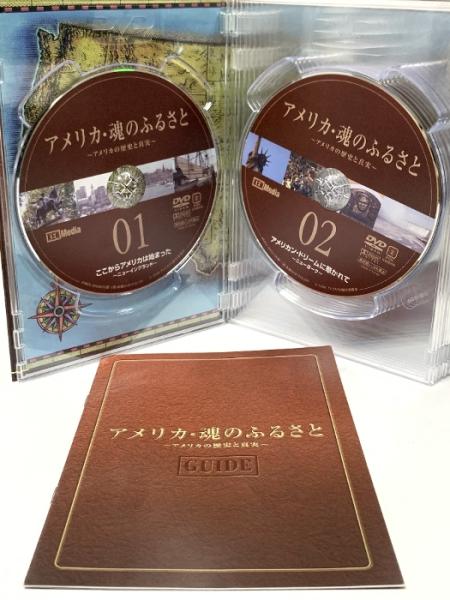 アメリカ・魂のふるさと
〜アメリカの歴史と真実〜
Media
01
DVD
ここからアメリカは始まった
〜ニューイングランド〜
アメリカ・魂のふるさと
〜アメリカの歴史と真実〜
Media
02
DVD
アメリカン・ドリームに惹かれて
〜ニューヨーク〜
アメリカ・魂のふるさと
〜アメリカの歴史と真実〜
GUIDE